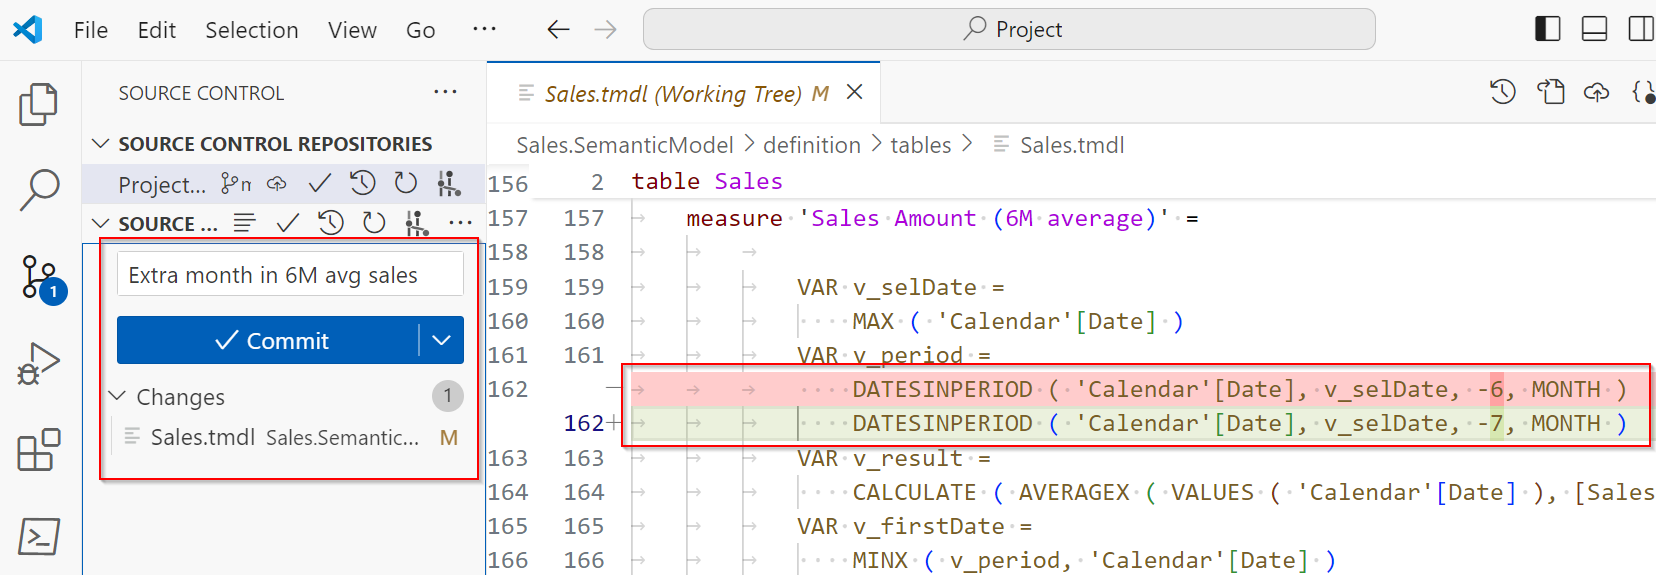 File Edit Selection View Go ··· Project
SOURCE CONTROL ···
SOURCE CONTROL REPOSITORIES
Project...
SOURCE ... ···
Extra month in 6M avg sales
Commit
Changes 1
Sales.tmdl Sales.Semantic... M
1
Sales.tmdl (Working Tree) M
Sales.SemanticModel > definition > tables > Sales.tmdl
156 2 table Sales
157 157 measure 'Sales Amount (6M average)' =
158 158
159 159 VAR v_selDate =
160 160 MAX ( 'Calendar'[Date] )
161 161 VAR v_period =
162 — DATESINPERIOD ( 'Calendar'[Date], v_selDate, -6, MONTH )
162+ DATESINPERIOD ( 'Calendar'[Date], v_selDate, -7, MONTH )
163 163 VAR v_result =
164 164 CALCULATE ( AVERAGEX ( VALUES ( 'Calendar'[Date] ), [Sales
165 165 VAR v_firstDate =
166 166 MINX ( v_period, 'Calendar'[Date] )